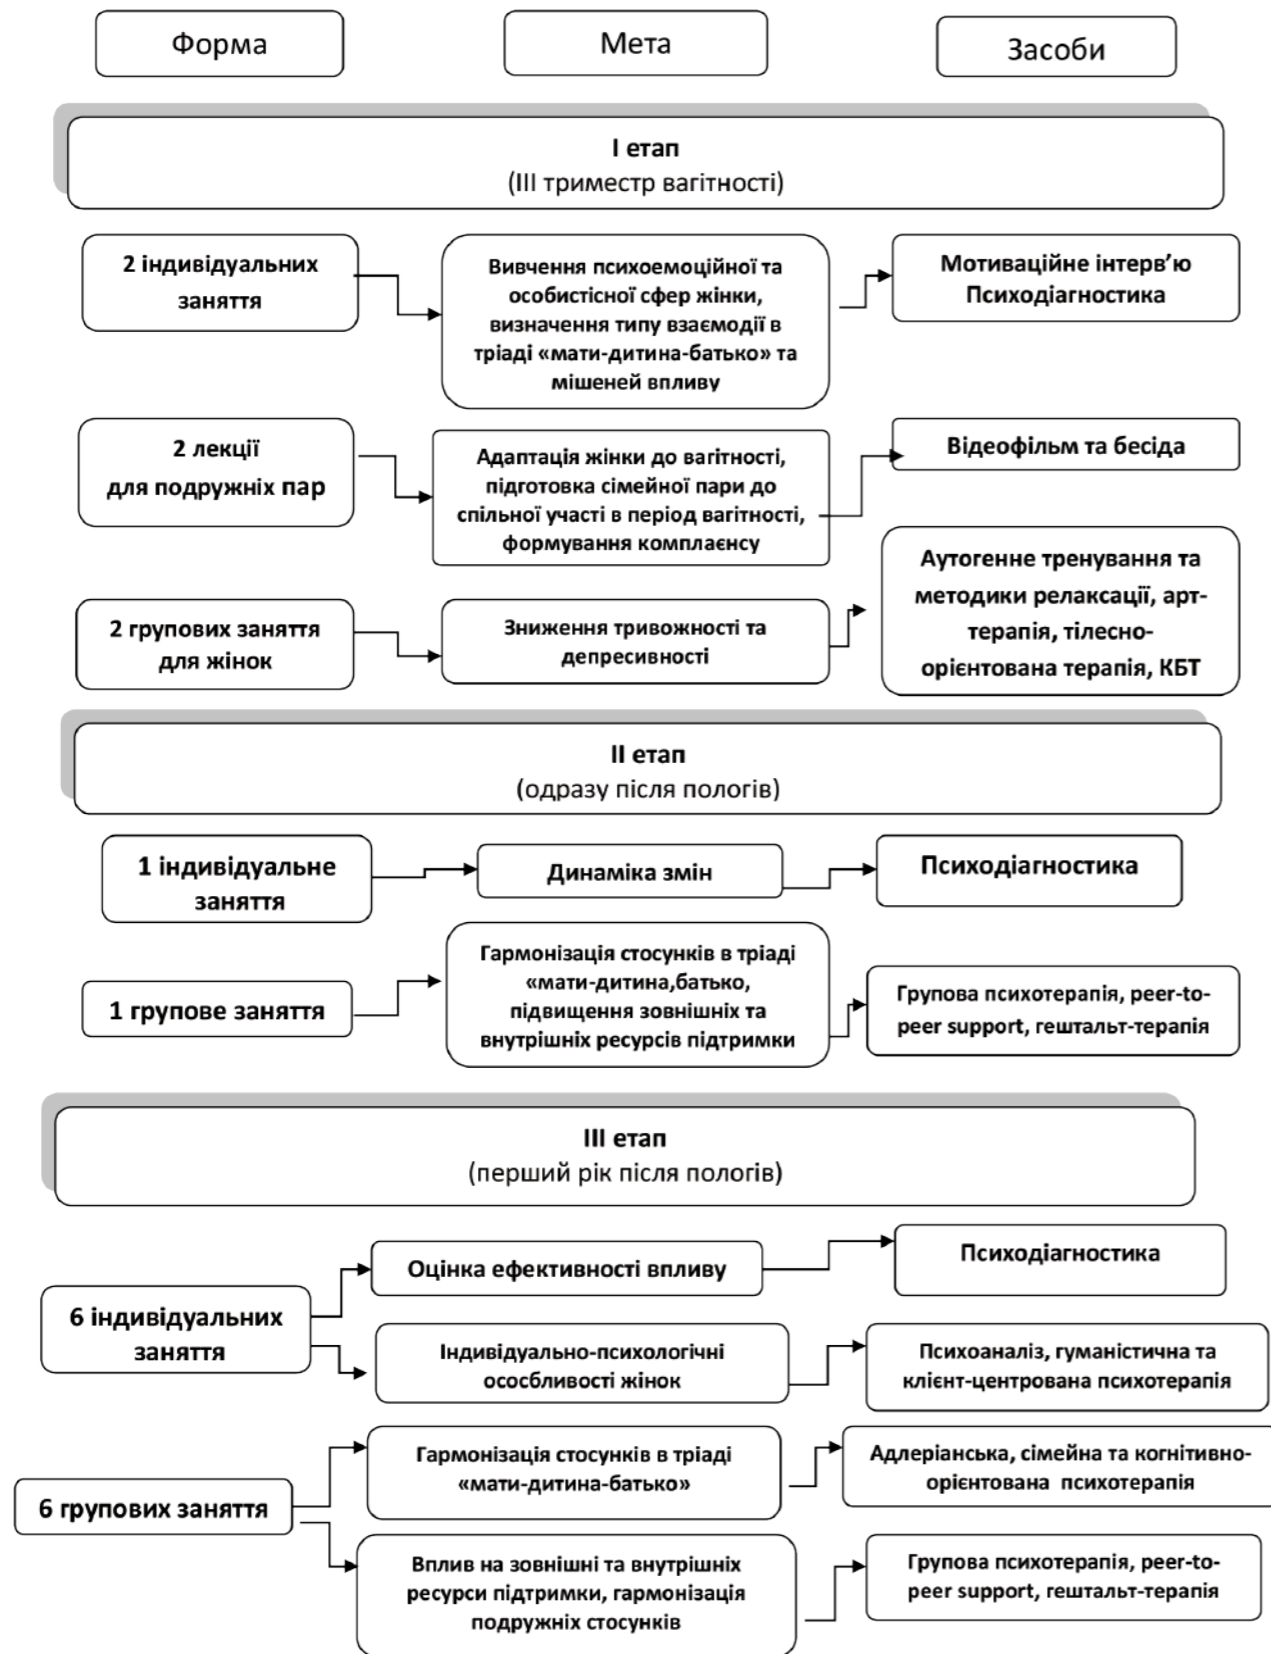 Форма
Мета
Засоби
І етап
(ІІІ триместр вагітності)
2 індивідуальних
заняття
Вивчення психоемоційної та
особистісної сфер жінки,
визначення типу взаємодії в
тріаді «мати-дитина-батько» та
мішеней впливу
Мотиваційне інтерв’ю
Психодіагностика
2 лекції
для подружніх пар
Адаптація жінки до вагітності,
підготовка сімейної пари до
спільної участі в період вагітності,
формування комплаєнсу
Відеофільм та бесіда
2 групових заняття
для жінок
Зниження тривожності та
депресивності
Аутогенне тренування та
методики релаксації, арт-
терапія, тілесно-
орієнтована терапія, КБТ
ІІ етап
(одразу після пологів)
1 індивідуальне
заняття
Динаміка змін
Психодіагностика
1 групове заняття
Гармонізація стосунків в тріаді
«мати-дитина,батько,
підвищення зовнішніх та
внутрішніх ресурсів підтримки
Групова психотерапія, peer-to-
peer support, гештальт-терапія
ІІІ етап
(перший рік після пологів)
6 індивідуальних
заняття
Оцінка ефективності впливу
Психодіагностика
Індивідуально-психологічні
ососбливості жінок
Психоаналіз, гуманістична та
клієнт-центрована психотерапія
6 групових заняття
Гармонізація стосунків в тріаді
«мати-дитина-батько»
Адлеріанська, сімейна та когнітивно-
орієнтована психотерапія
Вплив на зовнішні та внутрішніх
ресурси підтримки, гармонізація
подружніх стосунків
Групова психотерапія, peer-to-
peer support, гештальт-терапія